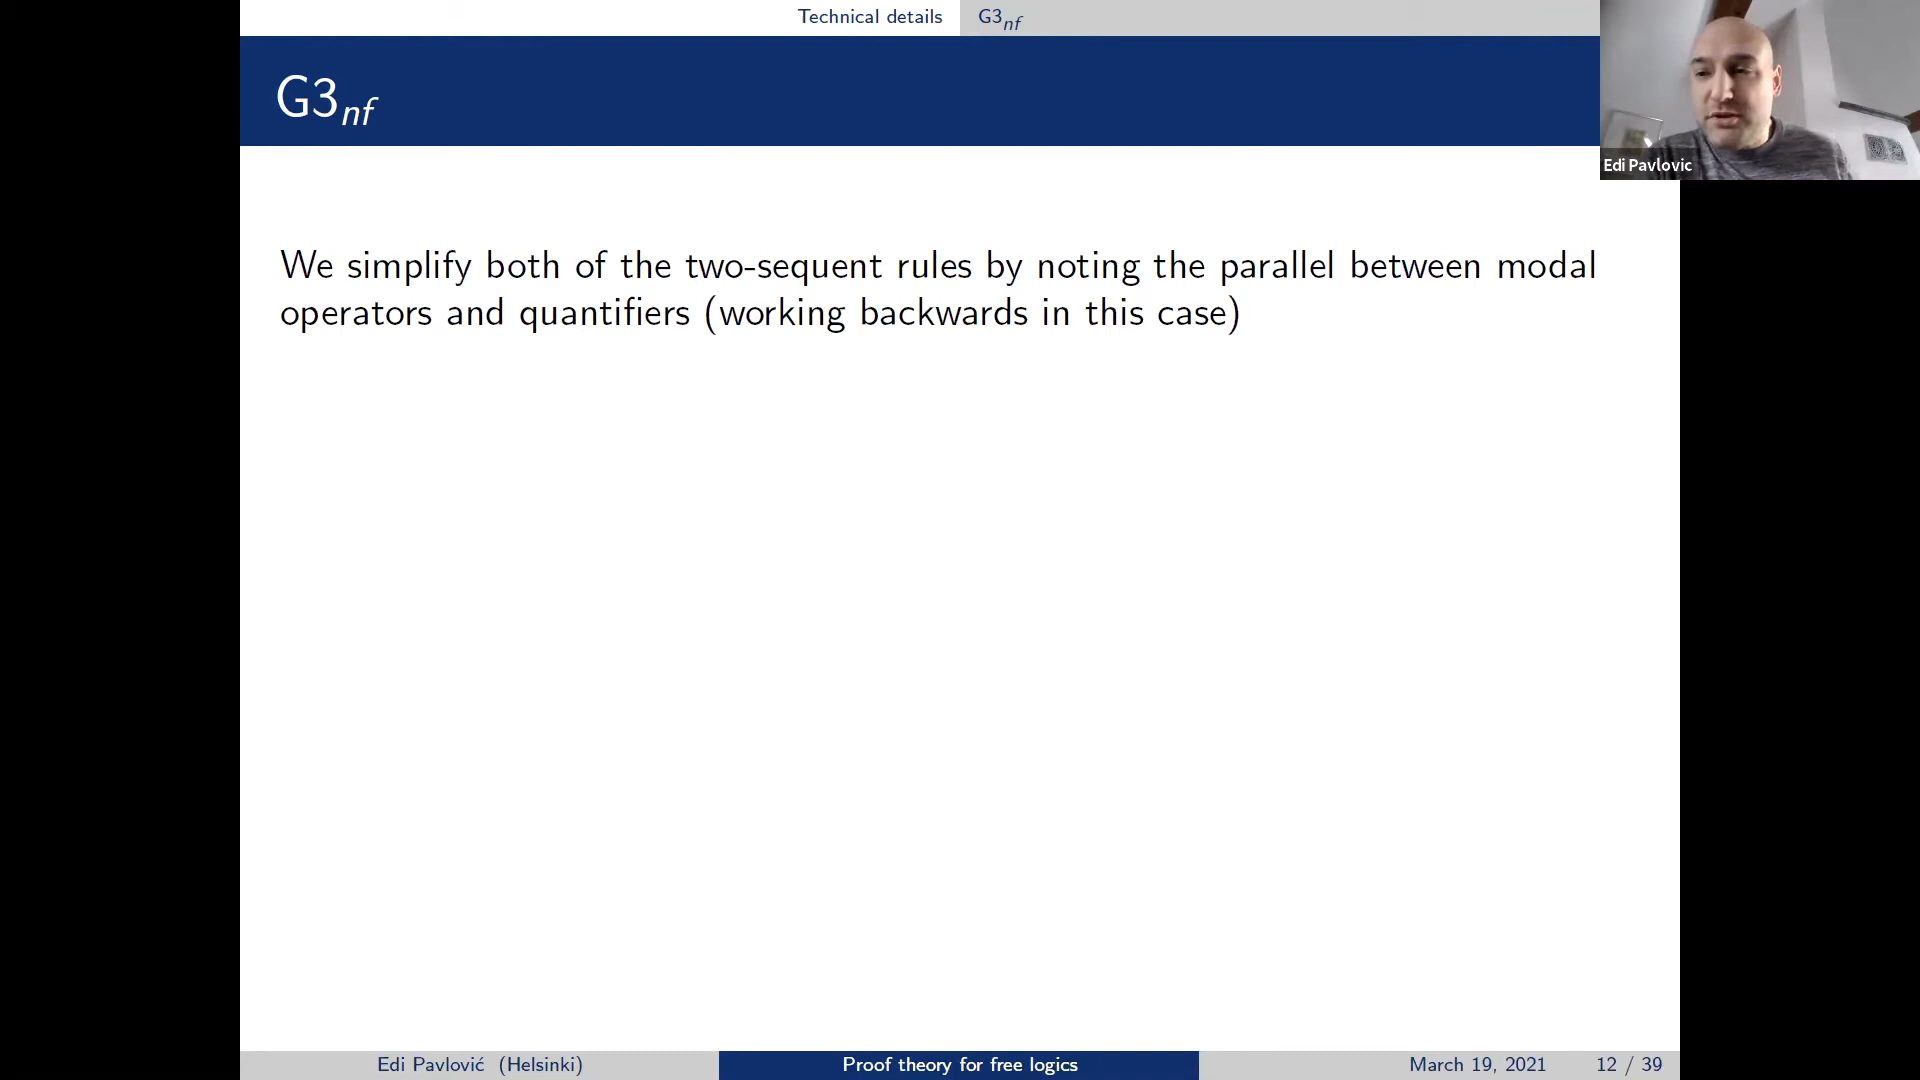 Technical details G3nf
G3nf
Edi Pavlovic
We simplify both of the two-sequent rules by noting the parallel between modal
operators and quantifiers (working backwards in this case)
Edi Pavlović (Helsinki) Proof theory for free logics March 19, 2021 12 / 39